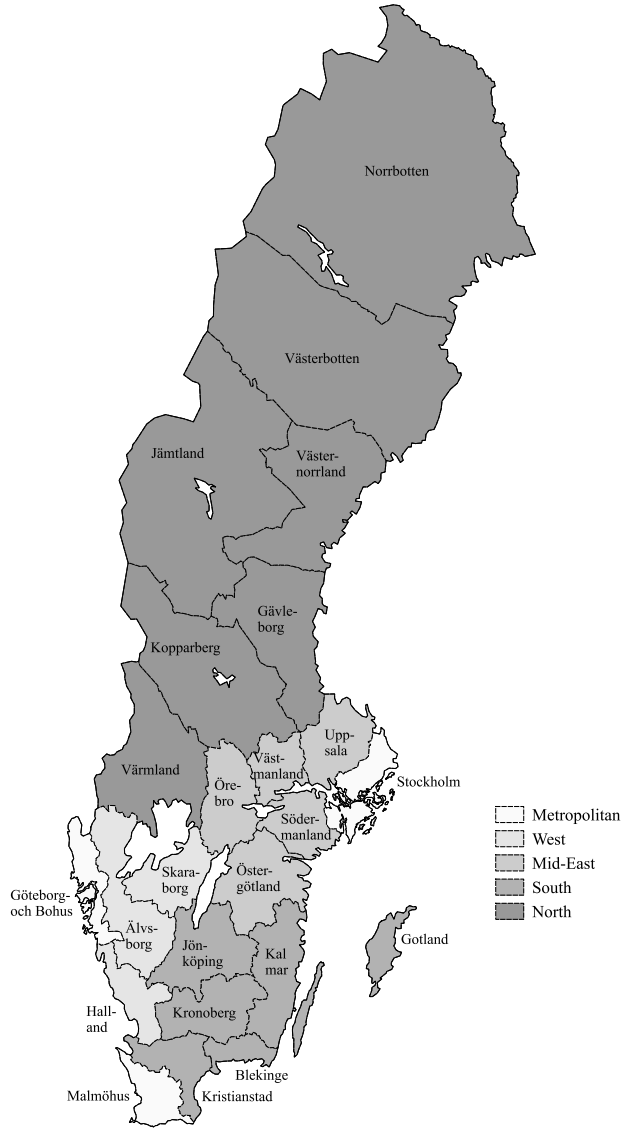 Norrbotten
Västerbotten
Jämtland
Väster-
norrland
Gävle-
borg
Kopparberg
Upp-
sala
Väst-
manland
Värmland
Stockholm
Öre-
bro
Söder-
manland
Metropolitan
West
Mid-East
South
North
Skara-
borg
Öster-
götland
Göteborg-
och Bohus
Älvs-
borg
Jön-
köping
Kal
mar
Gotland
Hall-
and
Kronoberg
Blekinge
Malmöhus
Kristianstad